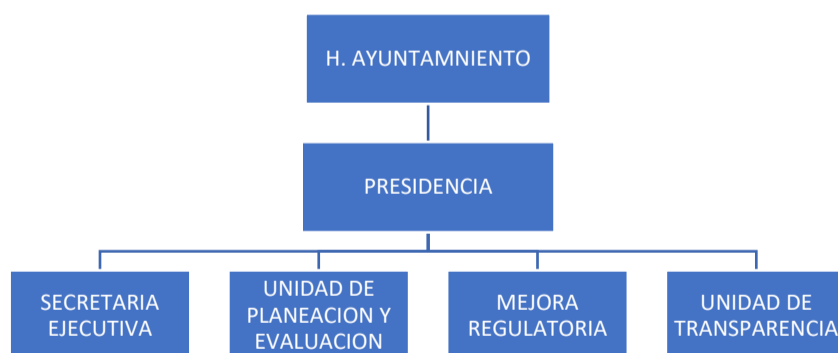 H. AYUNTAMNIENTO
PRESIDENCIA
SECRETARIA
EJECUTIVA
UNIDAD DE
PLANEACION Y
EVALUACION
MEJORA
REGULATORIA
UNIDAD DE
TRANSPARENCIA